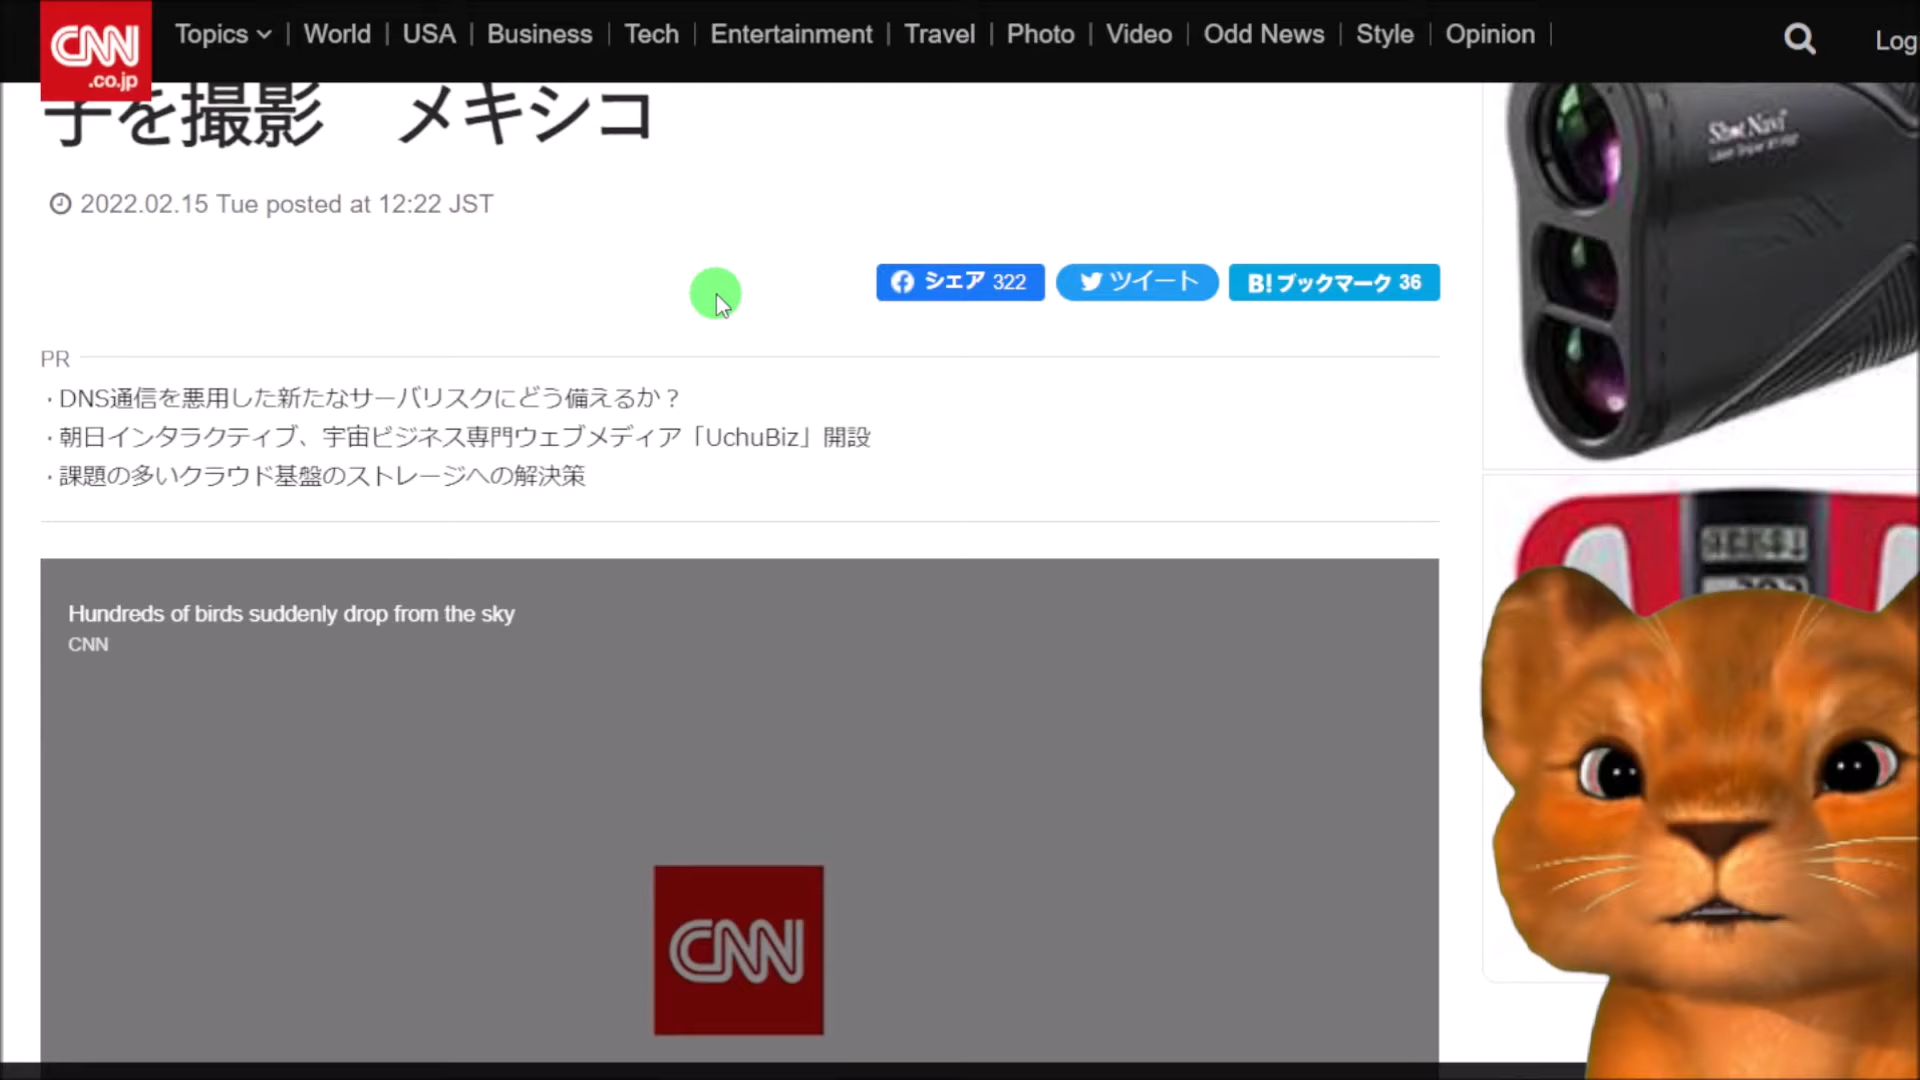 CNN
.co.jp
Topics
World
USA
Business
Tech
Entertainment
Travel
Photo
Video
Odd News
Style
Opinion
Log
子を撮影　メキシコ
2022.02.15 Tue posted at 12:22 JST
シェア 322
ツイート
B!ブックマーク 36
Shot Navi
PR
・DNS通信を悪用した新たなサーバリスクにどう備えるか？
・朝日インタラクティブ、宇宙ビジネス専門ウェブメディア「UchuBiz」開設
・課題の多いクラウド基盤のストレージへの解決策
Hundreds of birds suddenly drop from the sky
CNN
CNN